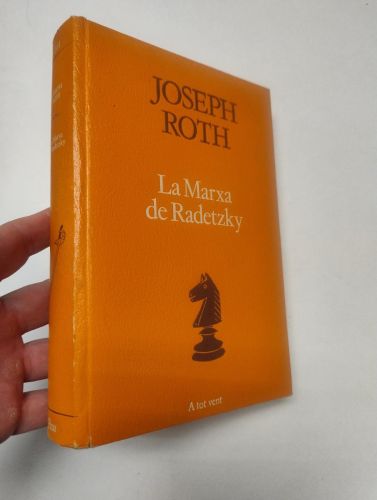 JOSEPH
ROTH
La Marxa
de Radetzky
A tot vent